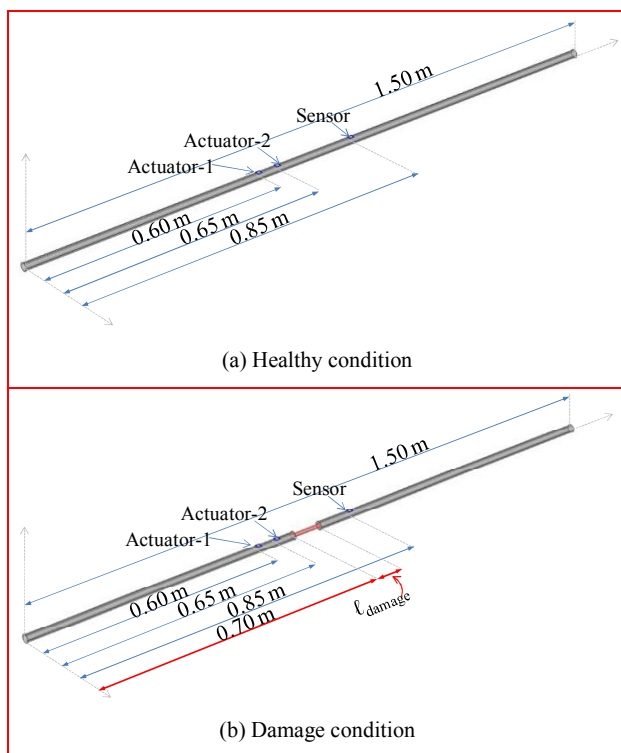 1.50 m
Sensor
Actuator-2
Actuator-1
0.60 m
0.65 m
0.85 m
(a) Healthy condition
1.50 m
Sensor
Actuator-2
Actuator-1
0.60 m
0.65 m
0.85 m
0.70 m
ℓdamage
(b) Damage condition